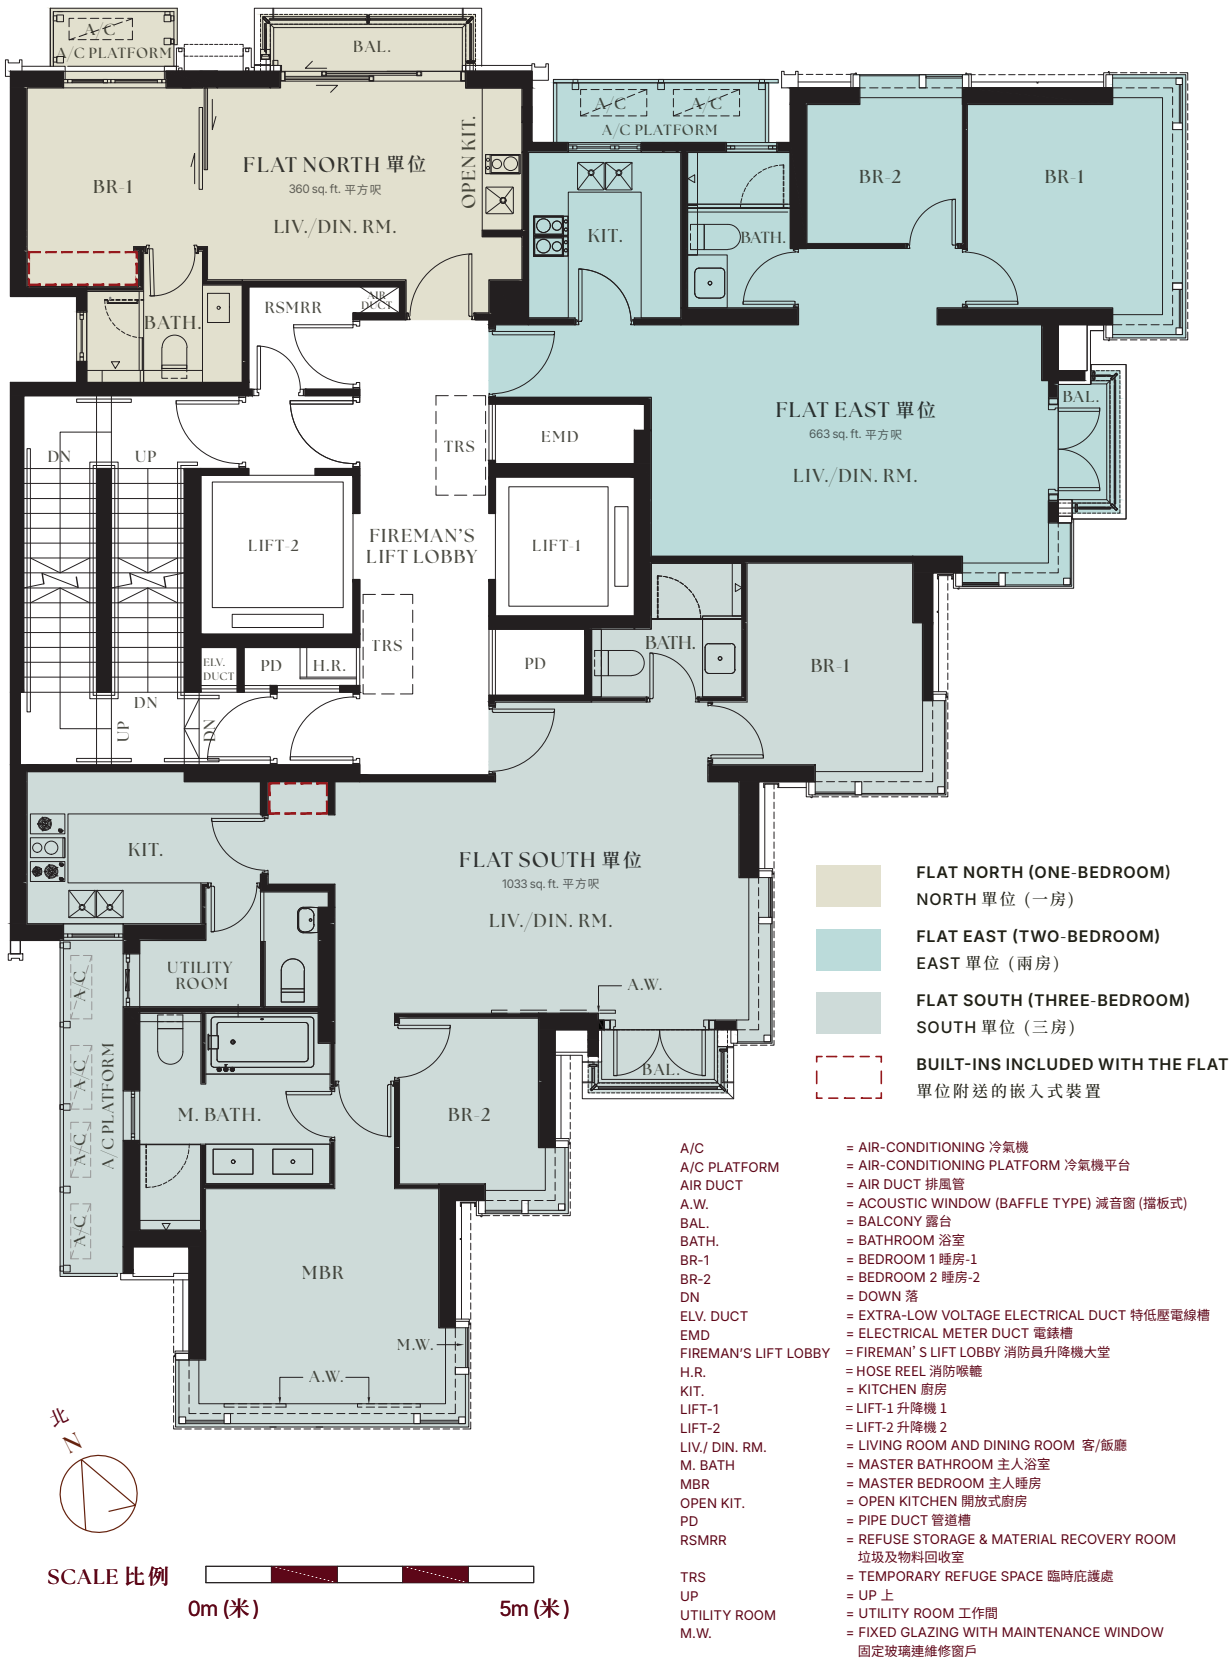 A/C
A/C PLATFORM
BAL.
FLAT NORTH 單位
360 sq. ft. 平方呎
LIV./DIN. RM.
BR-1
OPEN KIT.
BATH.
RSMRR
AIR
DUCT
A/C
A/C
A/C PLATFORM
KIT.
BATH.
BR-2
BR-1
FLAT EAST 單位
663 sq. ft. 平方呎
LIV./DIN. RM.
BAL.
DN
UP
TRS
EMD
LIFT-2
FIREMAN'S
LIFT LOBBY
LIFT-1
TRS
ELV.
DUCT
PD
H.R.
PD
BATH.
BR-1
DN
UP
DN
KIT.
FLAT SOUTH 單位
1033 sq. ft. 平方呎
LIV./DIN. RM.
UTILITY
ROOM
A.W.
A/C
A/C
A/C
A/C
A/C PLATFORM
M. BATH.
BR-2
BAL.
MBR
M.W.
A.W.
FLAT NORTH (ONE-BEDROOM)
NORTH 單位 (一房)
FLAT EAST (TWO-BEDROOM)
EAST 單位 (兩房)
FLAT SOUTH (THREE-BEDROOM)
SOUTH 單位 (三房)
BUILT-INS INCLUDED WITH THE FLAT
單位附送的嵌入式裝置
A/C = AIR-CONDITIONING 冷氣機
A/C PLATFORM = AIR-CONDITIONING PLATFORM 冷氣機平台
AIR DUCT = AIR DUCT 排風管
A.W. = ACOUSTIC WINDOW (BAFFLE TYPE) 減音窗 (擋板式)
BAL. = BALCONY 露台
BATH. = BATHROOM 浴室
BR-1 = BEDROOM 1 睡房-1
BR-2 = BEDROOM 2 睡房-2
DN = DOWN 落
ELV. DUCT = EXTRA-LOW VOLTAGE ELECTRICAL DUCT 特低壓電線槽
EMD = ELECTRICAL METER DUCT 電錶槽
FIREMAN'S LIFT LOBBY = FIREMAN' S LIFT LOBBY 消防員升降機大堂
H.R. = HOSE REEL 消防喉轆
KIT. = KITCHEN 廚房
LIFT-1 = LIFT-1 升降機 1
LIFT-2 = LIFT-2 升降機 2
LIV./ DIN. RM. = LIVING ROOM AND DINING ROOM 客/飯廳
M. BATH = MASTER BATHROOM 主人浴室
MBR = MASTER BEDROOM 主人睡房
OPEN KIT. = OPEN KITCHEN 開放式廚房
PD = PIPE DUCT 管道槽
RSMRR = REFUSE STORAGE & MATERIAL RECOVERY ROOM
垃圾及物料回收室
TRS = TEMPORARY REFUGE SPACE 臨時庇護處
UP = UP 上
UTILITY ROOM = UTILITY ROOM 工作間
M.W. = FIXED GLAZING WITH MAINTENANCE WINDOW
固定玻璃連維修窗戶
北
N
SCALE 比例
0m (米)
5m (米)